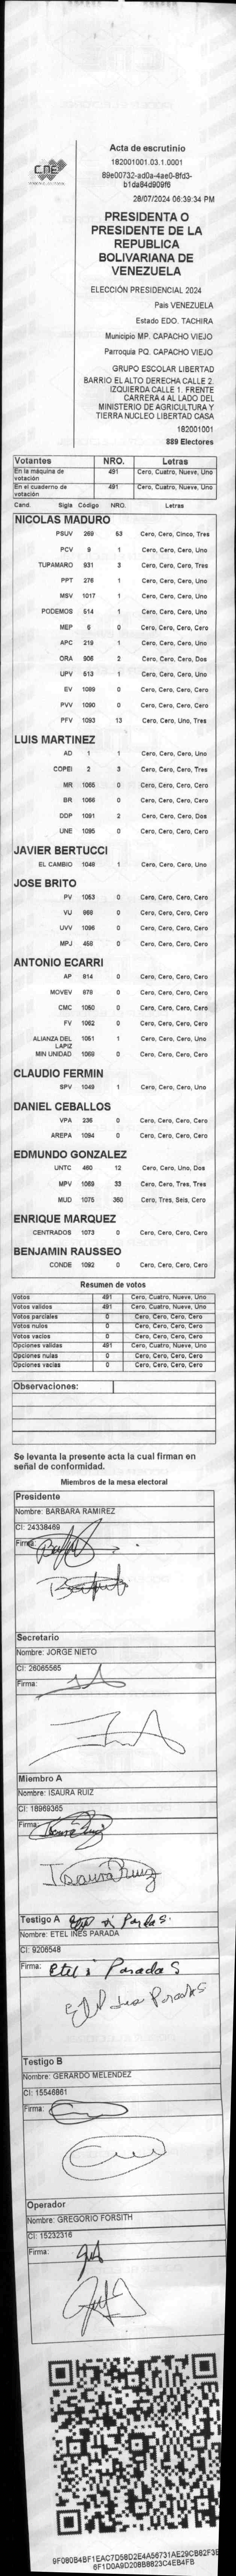 CNE
Acta de escrutinio
182001001.03.1.0001
89e00732-ad0a-4ae0-8fd3-
b1da84d909f6
28/07/2024 06:39:34 PM
PRESIDENTA O
PRESIDENTE DE LA
REPUBLICA
BOLIVARIANA DE
VENEZUELA
ELECCIÓN PRESIDENCIAL 2024
Pais VENEZUELA
Estado EDO. TACHIRA
Municipio MP. CAPACHO VIEJO
Parroquia PQ. CAPACHO VIEJO
GRUPO ESCOLAR LIBERTAD
BARRIO EL ALTO DERECHA CALLE 2.
IZQUIERDA CALLE 1. FRENTE
CARRERA 4 AL LADO DEL
MINISTERIO DE AGRICULTURA Y
TIERRA NUCLEO LIBERTAD CASA
182001001
889 Electores
Votantes NRO. Letras
En la máquina de votación 491 Cero, Cuatro, Nueve, Uno
En el cuaderno de votación 491 Cero, Cuatro, Nueve, Uno
Cand. Sigla Código NRO. Letras
NICOLAS MADURO
PSUV 269 53 Cero, Cero, Cinco, Tres
PCV 9 1 Cero, Cero, Cero, Uno
TUPAMARO 931 3 Cero, Cero, Cero, Tres
PPT 276 1 Cero, Cero, Cero, Uno
MSV 1017 1 Cero, Cero, Cero, Uno
PODEMOS 514 1 Cero, Cero, Cero, Uno
MEP 6 0 Cero, Cero, Cero, Cero
APC 219 1 Cero, Cero, Cero, Uno
ORA 906 2 Cero, Cero, Cero, Dos
UPV 513 1 Cero, Cero, Cero, Uno
EV 1089 0 Cero, Cero, Cero, Cero
PVV 1090 0 Cero, Cero, Cero, Cero
PFV 1093 13 Cero, Cero, Uno, Tres
LUIS MARTINEZ
AD 1 1 Cero, Cero, Cero, Uno
COPEI 2 3 Cero, Cero, Cero, Tres
MR 1065 0 Cero, Cero, Cero, Cero
BR 1066 0 Cero, Cero, Cero, Cero
DDP 1091 2 Cero, Cero, Cero, Dos
UNE 1095 0 Cero, Cero, Cero, Cero
JAVIER BERTUCCI
EL CAMBIO 1048 1 Cero, Cero, Cero, Uno
JOSE BRITO
PV 1053 0 Cero, Cero, Cero, Cero
VU 968 0 Cero, Cero, Cero, Cero
UVV 1096 0 Cero, Cero, Cero, Cero
MPJ 458 0 Cero, Cero, Cero, Cero
ANTONIO ECARRI
AP 814 0 Cero, Cero, Cero, Cero
MOVEV 879 0 Cero, Cero, Cero, Cero
CMC 1050 0 Cero, Cero, Cero, Cero
FV 1062 0 Cero, Cero, Cero, Cero
ALIANZA DEL LAPIZ 1051 1 Cero, Cero, Cero, Uno
MIN UNIDAD 1069 0 Cero, Cero, Cero, Cero
CLAUDIO FERMIN
SPV 1049 1 Cero, Cero, Cero, Uno
DANIEL CEBALLOS
VPA 236 0 Cero, Cero, Cero, Cero
AREPA 1094 0 Cero, Cero, Cero, Cero
EDMUNDO GONZALEZ
UNTC 460 12 Cero, Cero, Uno, Dos
MPV 1069 33 Cero, Cero, Tres, Tres
MUD 1075 360 Cero, Tres, Seis, Cero
ENRIQUE MARQUEZ
CENTRADOS 1073 0 Cero, Cero, Cero, Cero
BENJAMIN RAUSSEO
CONDE 1092 0 Cero, Cero, Cero, Cero
Resumen de votos
Votos 491 Cero, Cuatro, Nueve, Uno
Votos validos 491 Cero, Cuatro, Nueve, Uno
Votos parciales 0 Cero, Cero, Cero, Cero
Votos nulos 0 Cero, Cero, Cero, Cero
Votos vacios 0 Cero, Cero, Cero, Cero
Opciones validas 491 Cero, Cuatro, Nueve, Uno
Opciones nulas 0 Cero, Cero, Cero, Cero
Opciones vacias 0 Cero, Cero, Cero, Cero
Observaciones:
Se levanta la presente acta la cual firman en
señal de conformidad.
Miembros de la mesa electoral
Presidente
Nombre: BARBARA RAMIREZ
CI: 24338469
Firma:
Secretario
Nombre: JORGE NIETO
CI: 26065565
Firma:
Miembro A
Nombre: ISAURA RUIZ
CI: 18969365
Firma: Isaura Ruiz
Isaura Ruiz
Testigo A
Nombre: ETEL INES PARADA
CI: 9206548
Firma: Etel i Parada S
Testigo B
Nombre: GERARDO MELENDEZ
CI: 15546861
Firma:
Operador
Nombre: GREGORIO FORSITH
CI: 15232316
Firma:
9F080B4BF1EAC7D58D2E4A56731AE29CB82F3E
6F1D0A9D208B8823C4EB4FB